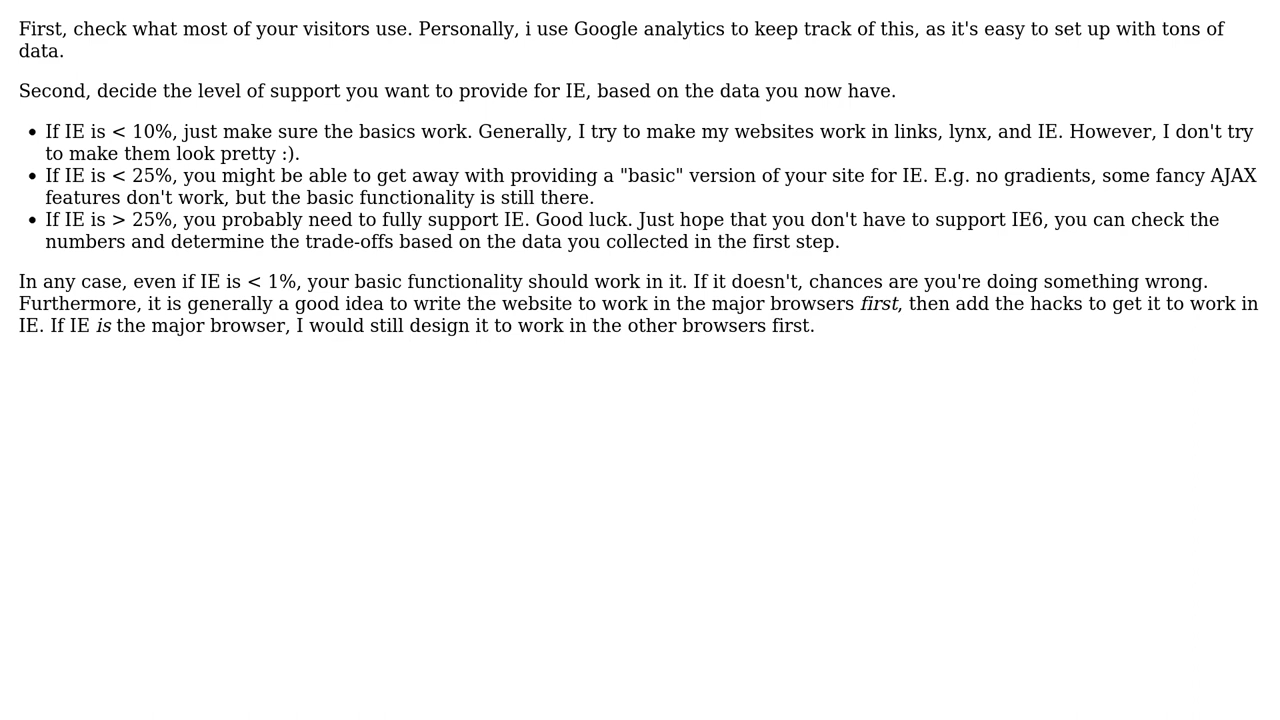 First, check what most of your visitors use. Personally, i use Google analytics to keep track of this, as it's easy to set up with tons of
data.
Second, decide the level of support you want to provide for IE, based on the data you now have.
• If IE is < 10%, just make sure the basics work. Generally, I try to make my websites work in links, lynx, and IE. However, I don't try
to make them look pretty :).
• If IE is < 25%, you might be able to get away with providing a "basic" version of your site for IE. E.g. no gradients, some fancy AJAX
features don't work, but the basic functionality is still there.
• If IE is > 25%, you probably need to fully support IE. Good luck. Just hope that you don't have to support IE6, you can check the
numbers and determine the trade-offs based on the data you collected in the first step.
In any case, even if IE is < 1%, your basic functionality should work in it. If it doesn't, chances are you're doing something wrong.
Furthermore, it is generally a good idea to write the website to work in the major browsers first, then add the hacks to get it to work in
IE. If IE is the major browser, I would still design it to work in the other browsers first.